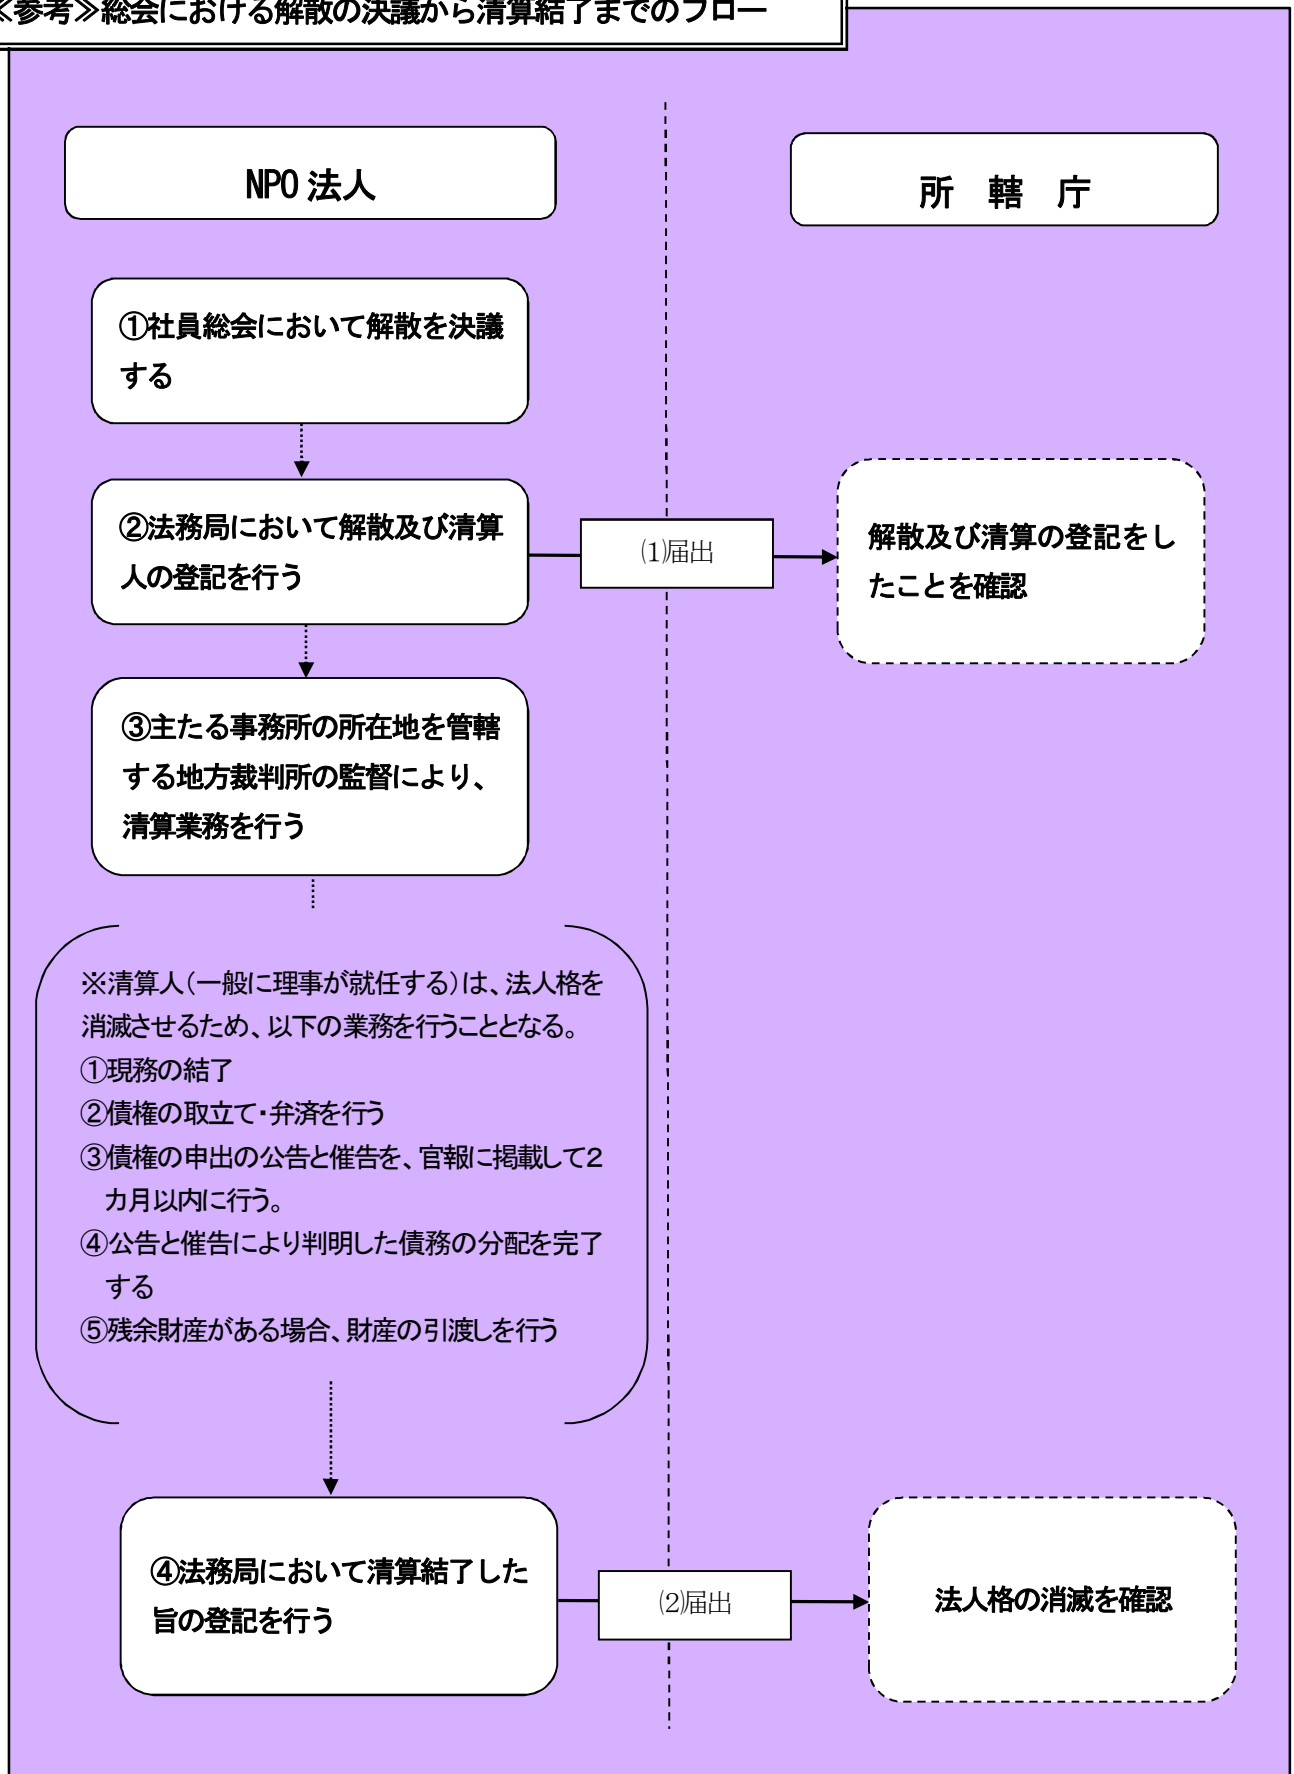 ≪参考≫総会における解散の決議から清算結了までのフロー
NPO 法人
所 轄 庁
①社員総会において解散を決議
する
②法務局において解散及び清算
人の登記を行う
⑴届出
解散及び清算の登記をし
たことを確認
③主たる事務所の所在地を管轄
する地方裁判所の監督により、
清算業務を行う
※清算人（一般に理事が就任する）は、法人格を
消滅させるため、以下の業務を行うこととなる。
①現務の結了
②債権の取立て・弁済を行う
③債権の申出の公告と催告を、官報に掲載して２
カ月以内に行う。
④公告と催告により判明した債務の分配を完了
する
⑤残余財産がある場合、財産の引渡しを行う
④法務局において清算結了した
旨の登記を行う
⑵届出
法人格の消滅を確認